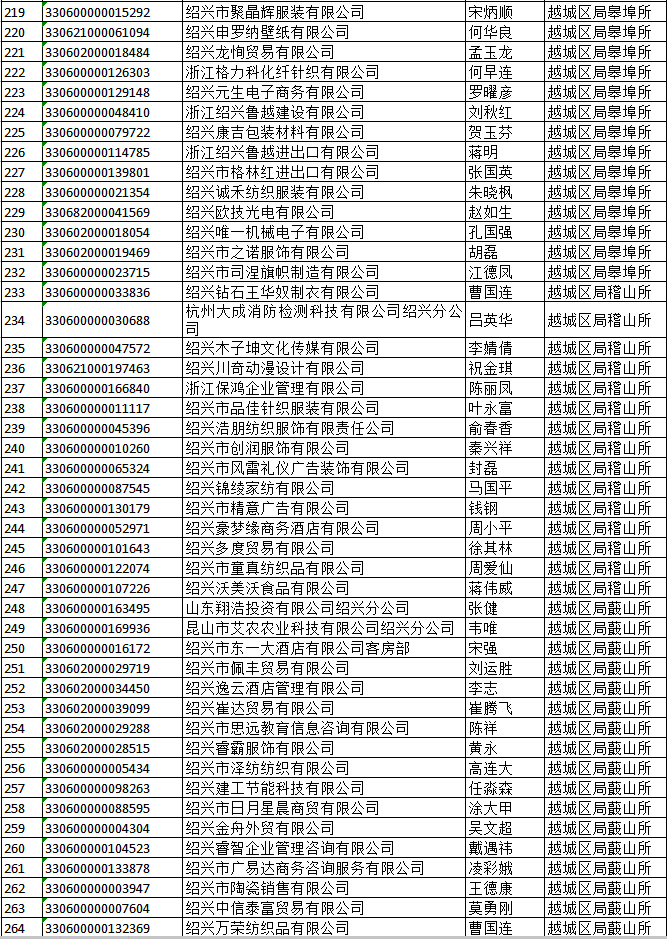 219 330600000015292 绍兴市聚晶辉服装有限公司 宋炳顺 越城区局皋埠所
220 330621000061094 绍兴申罗纳壁纸有限公司 何华良 越城区局皋埠所
221 330602000018484 绍兴龙恂贸易有限公司 孟玉龙 越城区局皋埠所
222 330600000126303 浙江格力科化纤针织有限公司 何早连 越城区局皋埠所
223 330600000129148 绍兴元生电子商务有限公司 罗曜彦 越城区局皋埠所
224 330600000048410 浙江绍兴鲁越建设有限公司 刘秋红 越城区局皋埠所
225 330600000079722 绍兴康吉包装材料有限公司 贺玉芬 越城区局皋埠所
226 330600000114785 浙江绍兴鲁越进出口有限公司 蒋明 越城区局皋埠所
227 330600000139801 绍兴市格林红进出口有限公司 张国英 越城区局皋埠所
228 330600000021354 绍兴诚禾纺织服装有限公司 朱晓枫 越城区局皋埠所
229 330682000041569 绍兴欧技光电有限公司 赵如生 越城区局皋埠所
230 330602000018054 绍兴唯一机械电子有限公司 孔国强 越城区局皋埠所
231 330602000019469 绍兴市之诺服饰有限公司 胡磊 越城区局皋埠所
232 330600000023715 绍兴市司涅旗帜制造有限公司 江德凤 越城区局皋埠所
233 330600000033836 绍兴钻石王华奴制衣有限公司 曹国连 越城区局稽山所
234 330600000030688 杭州大成消防检测科技有限公司绍兴分公司 吕英华 越城区局稽山所
235 330600000047572 绍兴木子坤文化传媒有限公司 李婧倩 越城区局稽山所
236 330621000197463 绍兴川奇动漫设计有限公司 祝金琪 越城区局稽山所
237 330600000166840 浙江保鸿企业管理有限公司 陈丽凤 越城区局稽山所
238 330600000011117 绍兴市品佳针织服装有限公司 叶永富 越城区局稽山所
239 330600000045396 绍兴浩朋纺织服饰有限责任公司 俞春香 越城区局稽山所
240 330600000010260 绍兴市创润服饰有限公司 秦兴祥 越城区局稽山所
241 330600000065324 绍兴市风雷礼仪广告装饰有限公司 封磊 越城区局稽山所
242 330600000087545 绍兴锦绫家纺有限公司 马国平 越城区局稽山所
243 330600000130179 绍兴市精意广告有限公司 钱钢 越城区局稽山所
244 330600000052971 绍兴豪梦缘商务酒店有限公司 周小平 越城区局稽山所
245 330600000101643 绍兴多度贸易有限公司 徐其林 越城区局稽山所
246 330600000122074 绍兴市童真纺织品有限公司 周爱仙 越城区局稽山所
247 330600000107226 绍兴沃美沃食品有限公司 蒋伟威 越城区局稽山所
248 330600000163495 山东翔浩投资有限公司绍兴分公司 张健 越城区局蕺山所
249 330600000169936 昆山市艾农农业科技有限公司绍兴分公司 韦唯 越城区局蕺山所
250 330600000016172 绍兴市东一大酒店有限公司客房部 宋强 越城区局蕺山所
251 330602000029719 绍兴市佩丰贸易有限公司 刘运胜 越城区局蕺山所
252 330602000034450 绍兴逸云酒店管理有限公司 李志 越城区局蕺山所
253 330602000039099 绍兴崔达贸易有限公司 崔腾飞 越城区局蕺山所
254 330602000029288 绍兴市思远教育信息咨询有限公司 陈祥 越城区局蕺山所
255 330602000028515 绍兴睿霸服饰有限公司 黄永 越城区局蕺山所
256 330600000005434 绍兴市泽纺纺织有限公司 高连大 越城区局蕺山所
257 330600000098263 绍兴建工节能科技有限公司 任淼森 越城区局蕺山所
258 330600000088595 绍兴市日月星晨商贸有限公司 涂大甲 越城区局蕺山所
259 330600000004304 绍兴金舟外贸有限公司 吴文超 越城区局蕺山所
260 330600000104523 绍兴睿智企业管理咨询有限公司 戴遇祎 越城区局蕺山所
261 330600000133878 绍兴市广易达商务咨询服务有限公司 凌彩娥 越城区局蕺山所
262 330600000003947 绍兴市陶瓷销售有限公司 王德康 越城区局蕺山所
263 330600000007604 绍兴中信泰富贸易有限公司 莫勇刚 越城区局蕺山所
264 330600000132369 绍兴万荣纺织品有限公司 曹国连 越城区局蕺山所